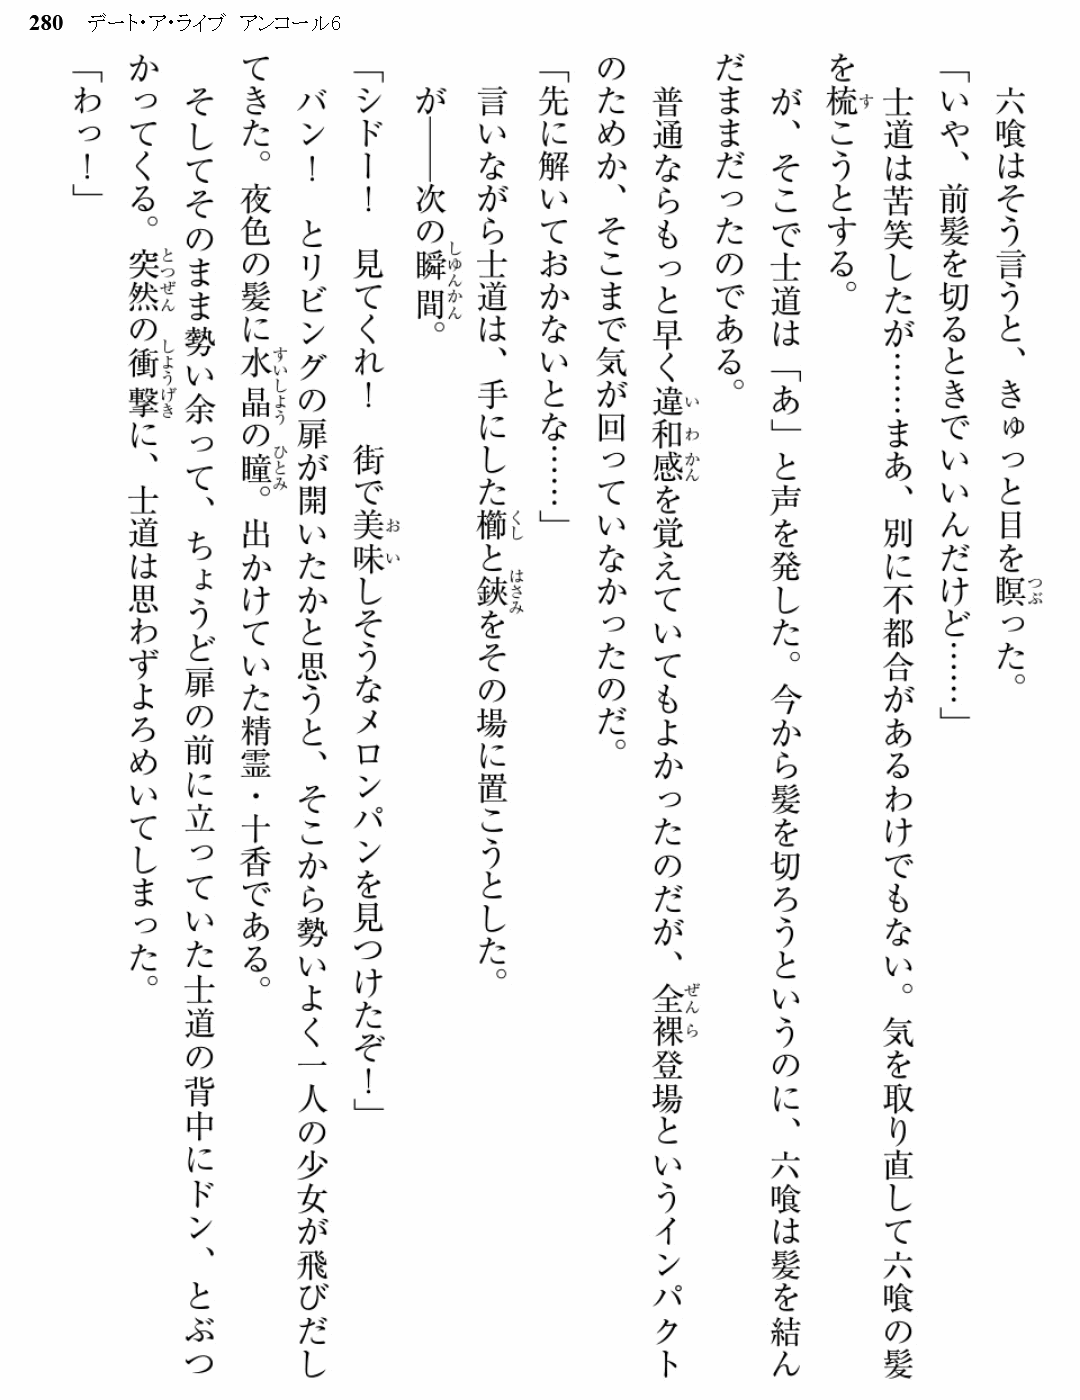 280 デート・ア・ライブ アンコール6
　六喰はそう言うと、きゅっと目を瞑った。
「いや、前髪を切るときでいいんだけど……」
　士道は苦笑したが……まあ、別に不都合があるわけでもない。気を取り直して六喰の髪
を梳こうとする。
　が、そこで士道は「あ」と声を発した。今から髪を切ろうというのに、六喰は髪を結ん
だままだったのである。
　普通ならもっと早く違和感を覚えていてもよかったのだが、全裸登場というインパクト
のためか、そこまで気が回っていなかったのだ。
「先に解いておかないとな……」
　言いながら士道は、手にした櫛と鋏をその場に置こうとした。
　が――次の瞬間。
「シドー！　見てくれ！　街で美味しそうなメロンパンを見つけたぞ！」
　バン！　とリビングの扉が開いたかと思うと、そこから勢いよく一人の少女が飛びだし
てきた。夜色の髪に水晶の瞳。出かけていた精霊・十香である。
　そしてそのまま勢い余って、ちょうど扉の前に立っていた士道の背中にドン、とぶつ
かってくる。突然の衝撃に、士道は思わずよろめいてしまった。
「わっ！」